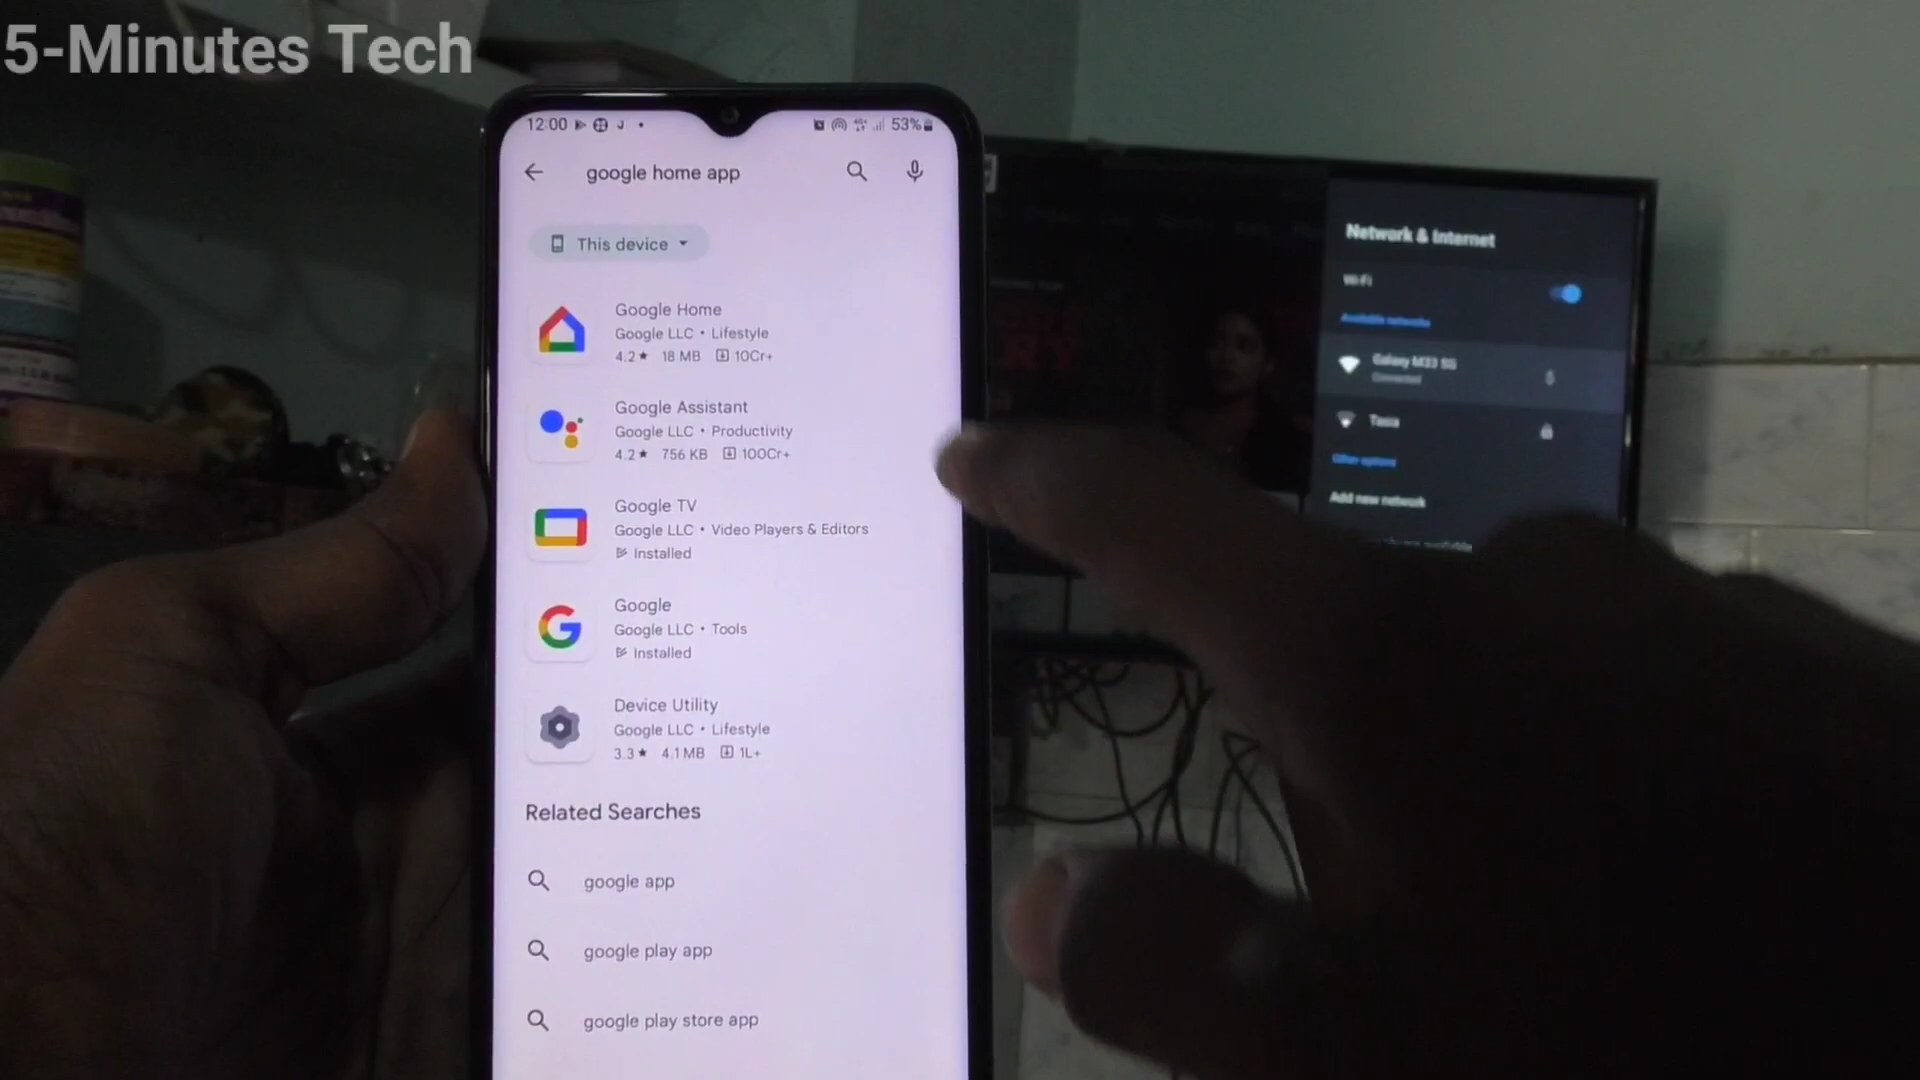 5-Minutes Tech
12:00
53%
google home app
This device
Google Home
Google LLC • Lifestyle
4.2★ 18 MB 10Cr+
Google Assistant
Google LLC • Productivity
4.2★ 756 KB 100Cr+
Google TV
Google LLC • Video Players & Editors
Installed
Google
Google LLC • Tools
Installed
Device Utility
Google LLC • Lifestyle
3.3★ 4.1 MB 1L+
Related Searches
google app
google play app
google play store app
Network & Internet
Wi-Fi
Available networks
Galaxy M33 5G
Connected
Other options
Add new network